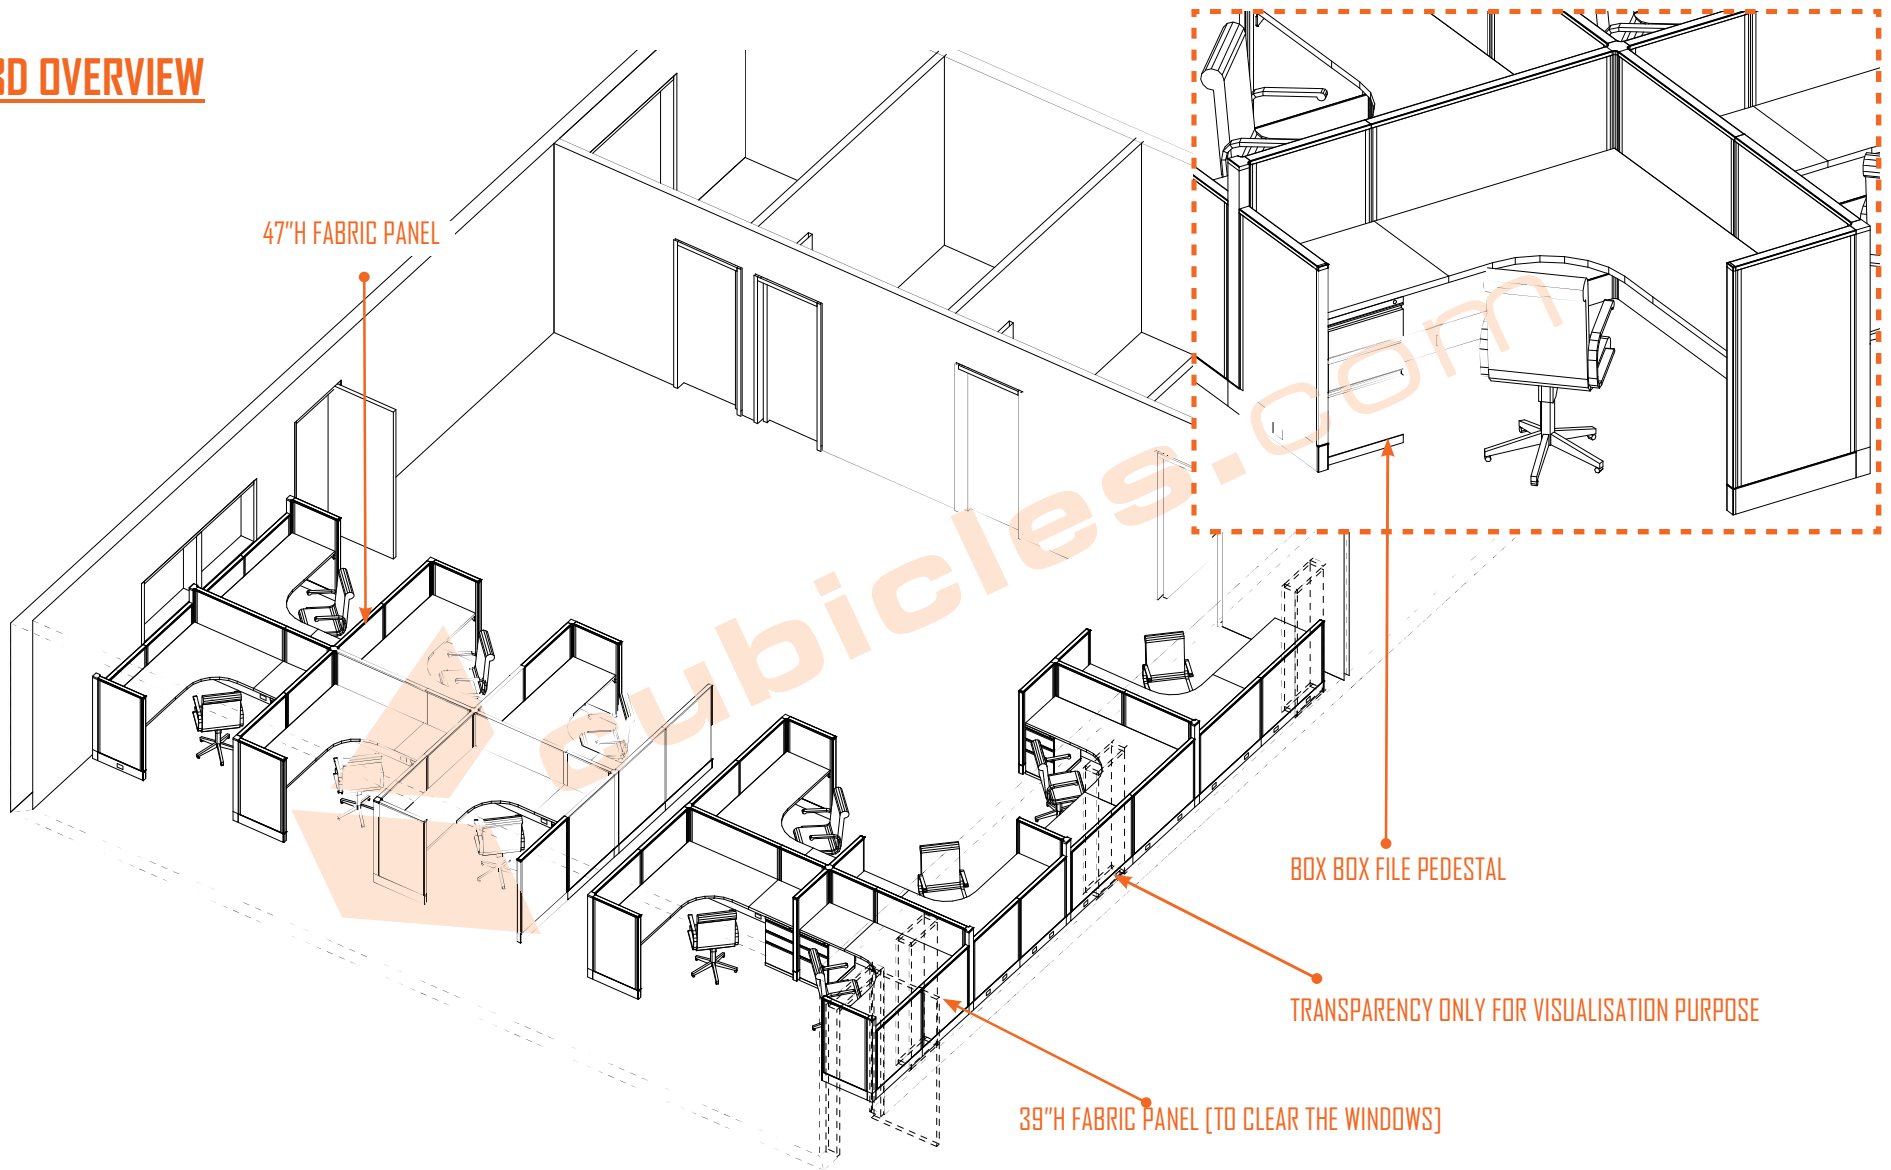 3D OVERVIEW
47"H FABRIC PANEL
cubicles.com
BOX BOX FILE PEDESTAL
TRANSPARENCY ONLY FOR VISUALISATION PURPOSE
39"H FABRIC PANEL [TO CLEAR THE WINDOWS]